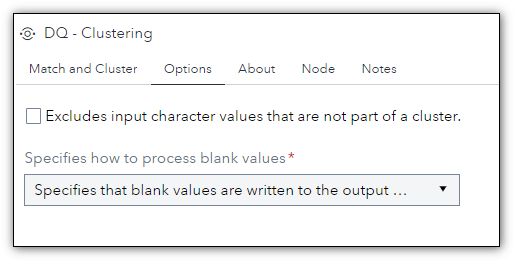 DQ - Clustering
Match and Cluster Options About Node Notes
Excludes input character values that are not part of a cluster.
Specifies how to process blank values *
Specifies that blank values are written to the output ...